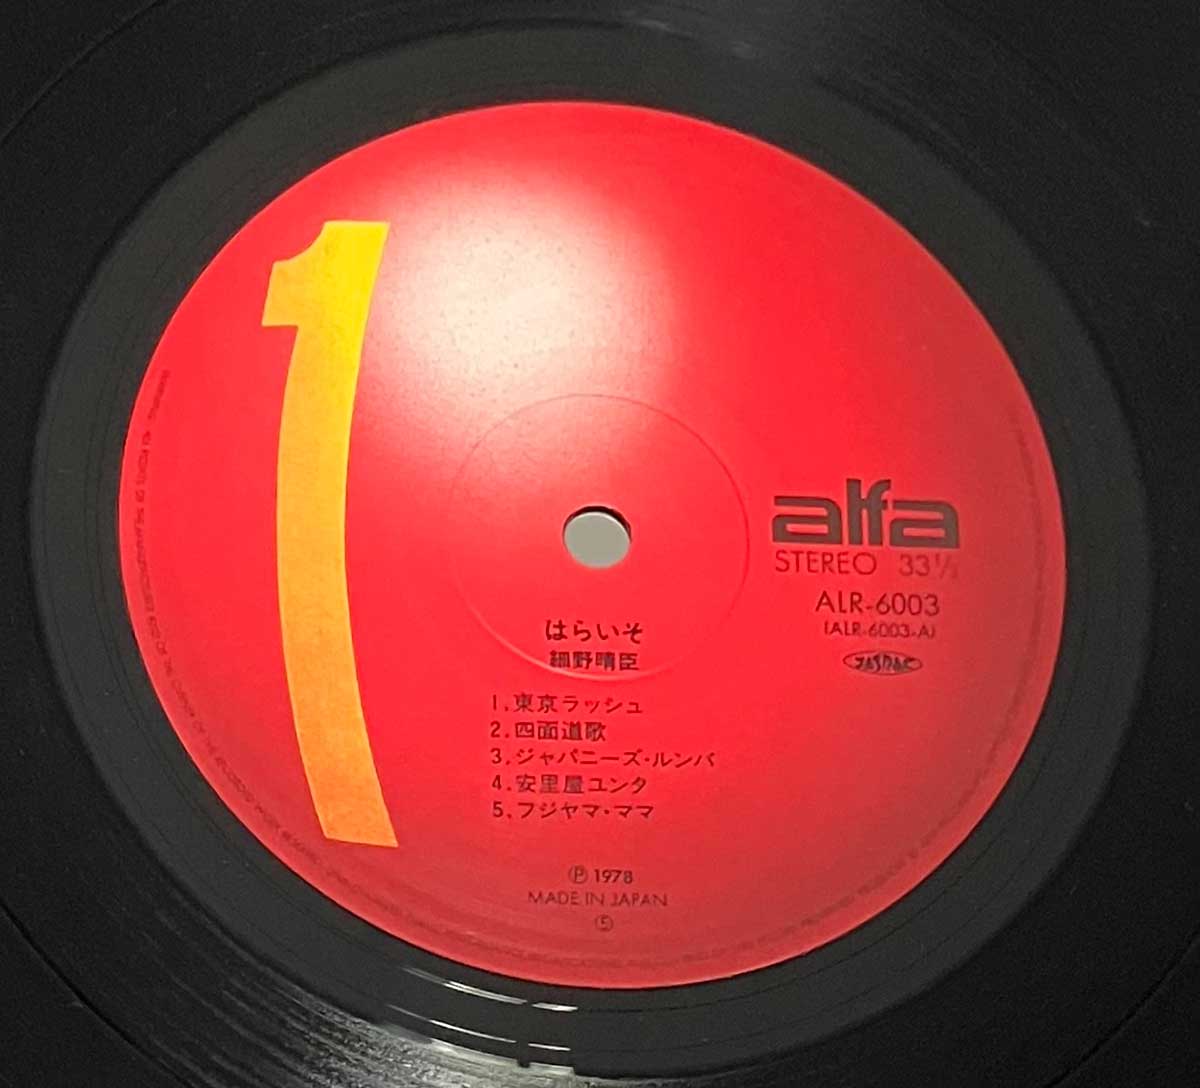 1
alfa
STEREO 33⅓
ALR-6003
(ALR-6003-A)
JASRAC
はらいそ
細野晴臣
1. 東京ラッシュ
2. 四面道歌
3. ジャパニーズ・ルンバ
4. 安里屋ユンタ
5. フジヤマ・ママ
Ⓟ 1978
MADE IN JAPAN
⑤